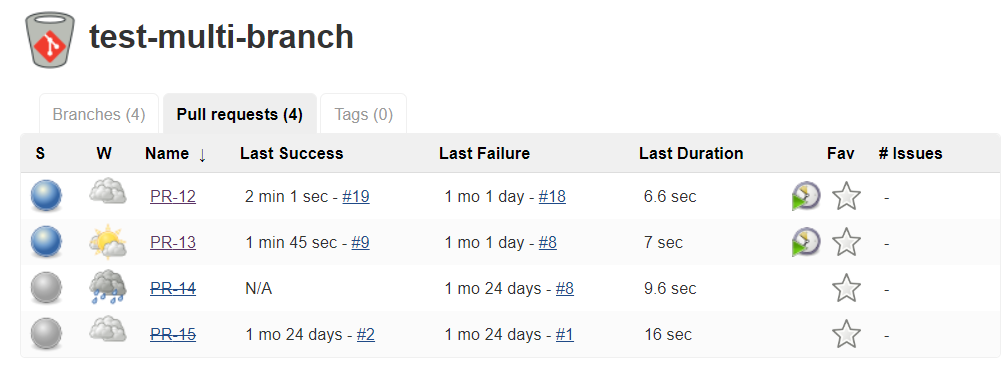 test-multi-branch
Branches (4) Pull requests (4) Tags (0)
S W Name ↓ Last Success Last Failure Last Duration Fav # Issues
PR-12 2 min 1 sec - #19 1 mo 1 day - #18 6.6 sec -
PR-13 1 min 45 sec - #9 1 mo 1 day - #8 7 sec -
PR-14 N/A 1 mo 24 days - #8 9.6 sec -
PR-15 1 mo 24 days - #2 1 mo 24 days - #1 16 sec -